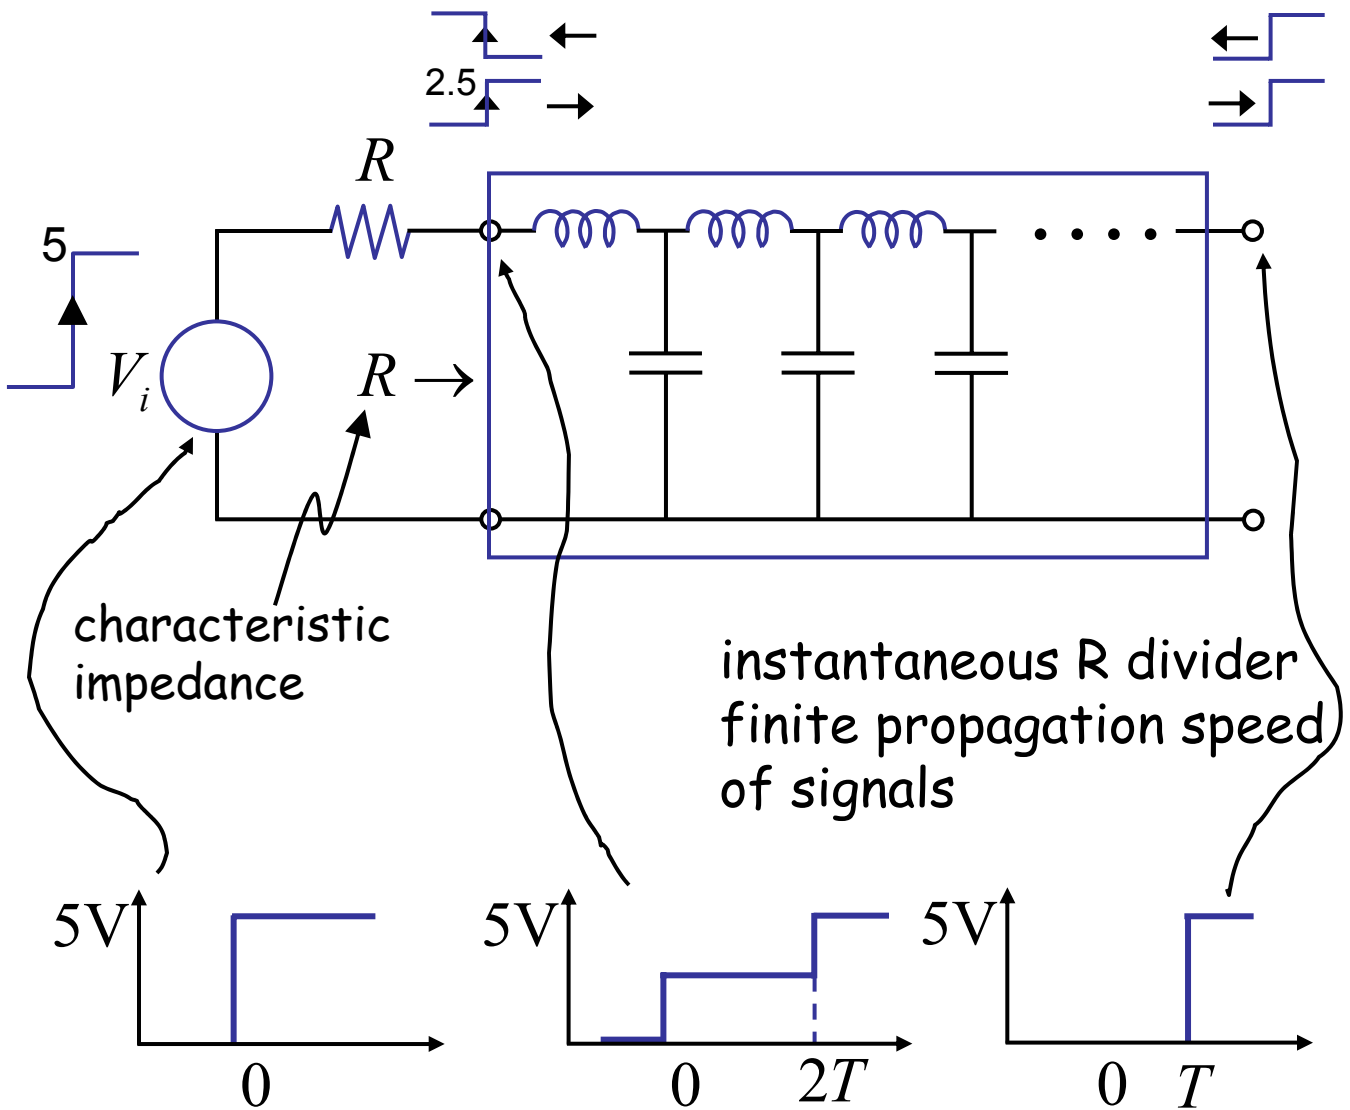 2.5
R
5
V_i
R
characteristic
impedance
instantaneous R divider
finite propagation speed
of signals
5V
0
5V
0
2T
5V
0
T